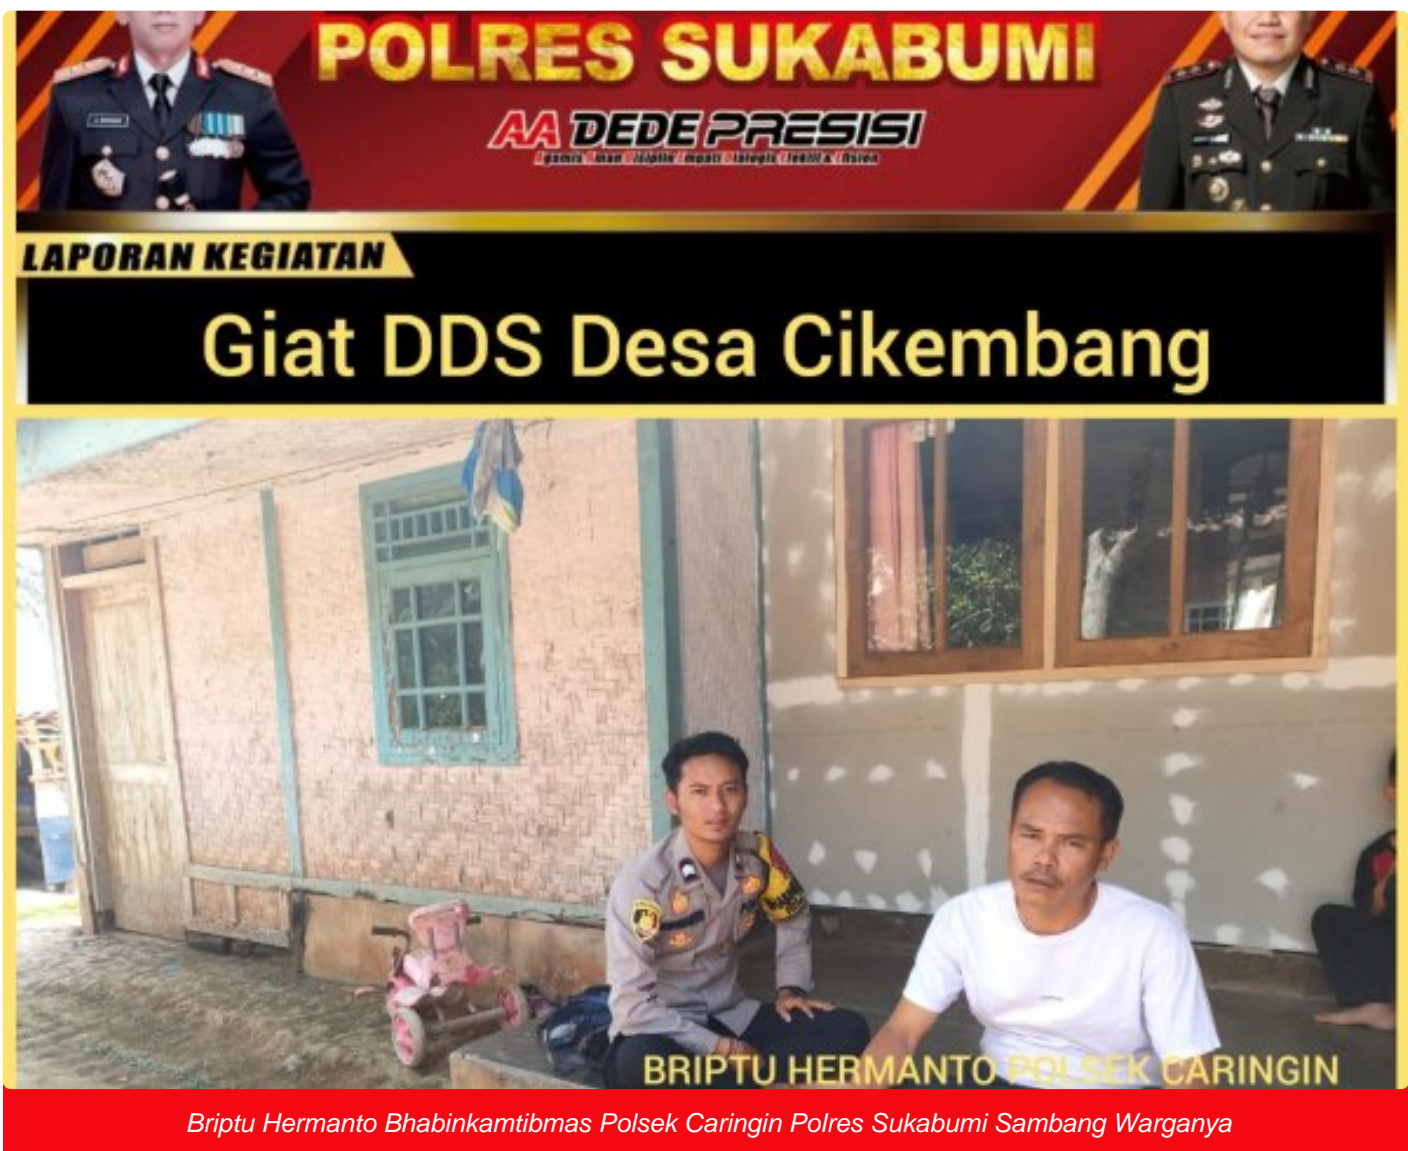 POLRES SUKABUMI
AA DEDE PRESISI
LAPORAN KEGIATAN
Giat DDS Desa Cikembang
BRIPTU HERMANTO POLSEK CARINGIN
Briptu Hermanto Bhabinkamtibmas Polsek Caringin Polres Sukabumi Sambang Warganya